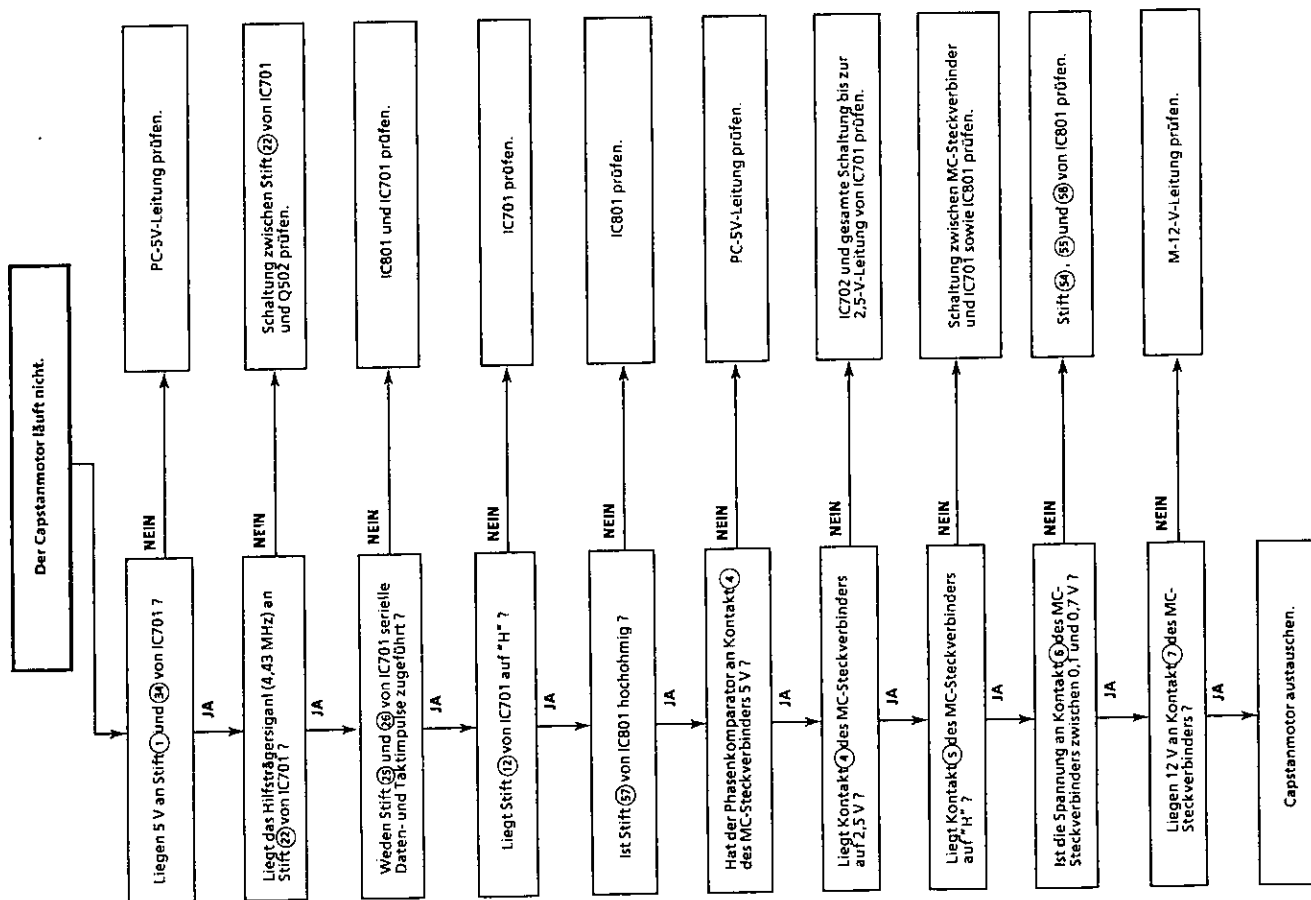 Der Capstanmotor läuft nicht.
Liegen 5 V an Stift ① und ㉞ von IC701 ?
NEIN
PC-5V-Leitung prüfen.
JA
Liegt das Hilfsträgersiganl (4,43 MHz) an
Stift ㉒ von IC701 ?
NEIN
Schaltung zwischen Stift ㉒ von IC701
und Q502 prüfen.
JA
Weden Stift ㉕ und ㉖ von IC701 serielle
Daten- und Taktimpulse zugeführt ?
NEIN
IC801 und IC701 prüfen.
JA
Liegt Stift ⑫ von IC701 auf "H" ?
NEIN
IC701 prüfen.
JA
Ist Stift 57 von IC801 hochohmig ?
NEIN
IC801 prüfen.
JA
Hat der Phasenkomparator an Kontakt ④
des MC-Steckverbinders 5 V ?
NEIN
PC-5V-Leitung prüfen.
JA
Liegt Kontakt ④ des MC-Steckverbinders
auf 2,5 V ?
NEIN
IC702 und gesamte Schaltung bis zur
2,5-V-Leitung von IC701 prüfen.
JA
Liegt Kontakt ⑤ des MC-Steckverbinders
auf "H" ?
NEIN
Schaltung zwischen MC-Steckverbinder
und IC701 sowie IC801 prüfen.
JA
Ist die Spannung an Kontakt ⑥ des MC-
Steckverbinders zwischen 0,1 und 0,7 V ?
NEIN
Stift 54 , 55 und 58 von IC801 prüfen.
JA
Liegen 12 V an Kontakt ⑦ des MC-
Steckverbinders ?
NEIN
M-12-V-Leitung prüfen.
JA
Capstanmotor austauschen.